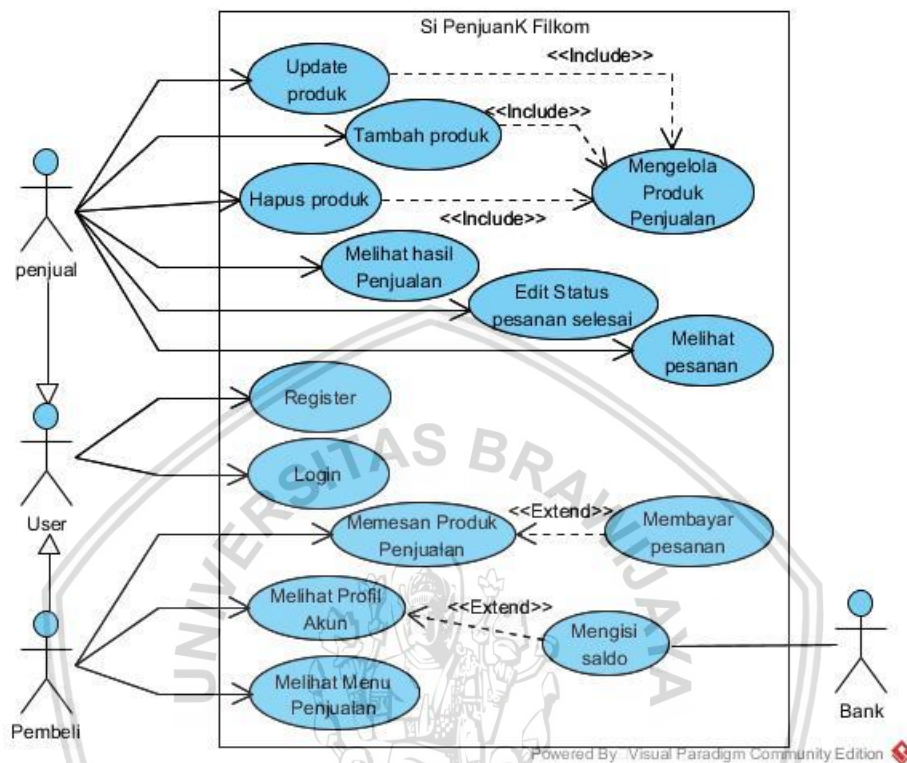 Si PenjuanK Filkom
<<Include>>
Update
produk
<<Include>>
Tambah produk
Mengelola
Produk
Penjualan
Hapus produk
<<Include>>
penjual
Melihat hasil
Penjualan
Edit Status
pesanan selesai
Melihat
pesanan
Register
Login
User
<<Extend>>
Memesan Produk
Penjualan
Membayar
pesanan
Melihat Profil
Akun
<<Extend>>
Mengisi
saldo
Melihat Menu
Penjualan
Pembeli
Bank
UNIVERSITAS BRAWIJAYA
Powered By Visual Paradigm Community Edition